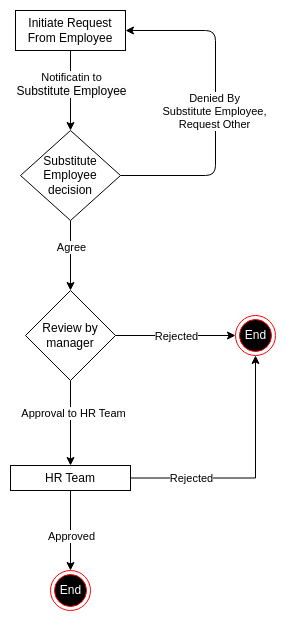 Initiate Request
From Employee
Notificatin to
Substitute Employee
Denied By
Substitute Employee,
Request Other
Substitute
Employee
decision
Agree
Review by
manager
Rejected
End
Approval to HR Team
HR Team
Rejected
Approved
End